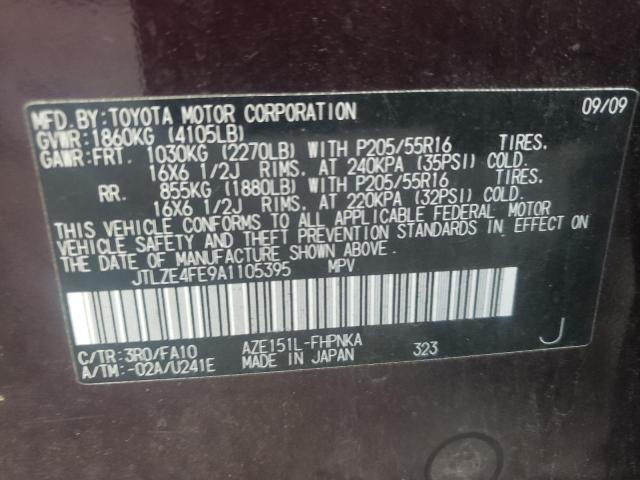 MFD. BY: TOYOTA MOTOR CORPORATION 09/09
GVWR: 1860KG (4105LB)
GAWR: FRT. 1030KG (2270LB) WITH P205/55R16 TIRES.
16X6 1/2J RIMS. AT 240KPA (35PSI) COLD.
RR. 855KG (1880LB) WITH P205/55R16 TIRES.
16X6 1/2J RIMS. AT 220KPA (32PSI) COLD.
THIS VEHICLE CONFORMS TO ALL APPLICABLE FEDERAL MOTOR
VEHICLE SAFETY AND THEFT PREVENTION STANDARDS IN EFFECT ON
THE DATE OF MANUFACTURE SHOWN ABOVE.
JTLZE4FE9A1105395 MPV
C/TR: 3R0/FA10 AZE151L-FHPNKA 323 J
A/TM: -02A/U241E MADE IN JAPAN